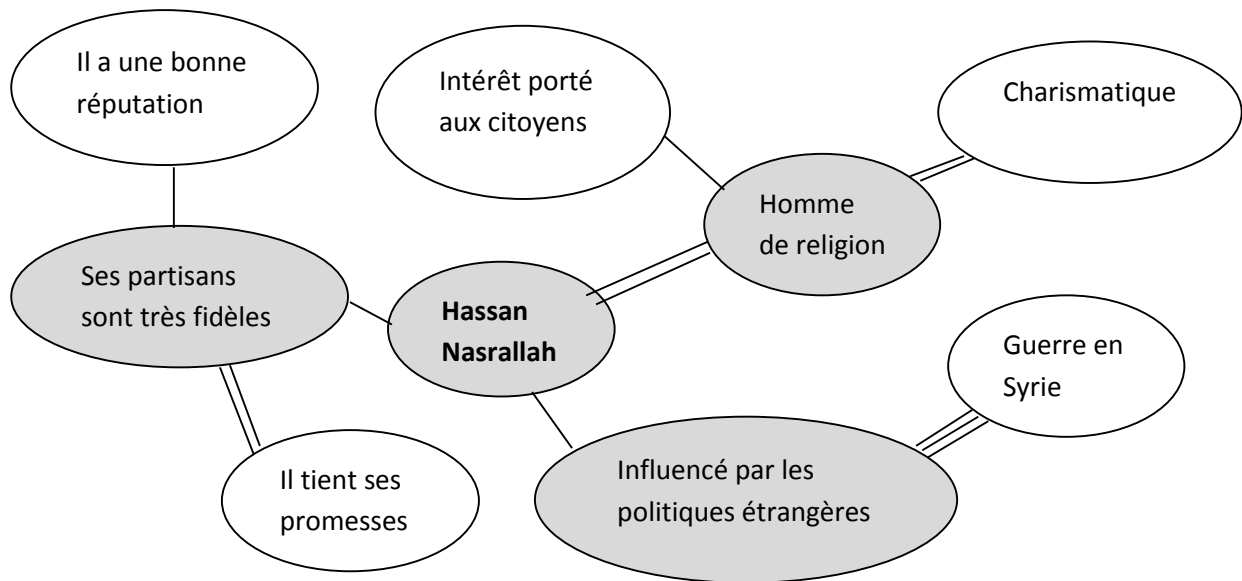 Il a une bonne
réputation
Intérêt porté
aux citoyens
Charismatique
Homme
de religion
Ses partisans
sont très fidèles
Hassan
Nasrallah
Guerre en
Syrie
Influencé par les
politiques étrangères
Il tient ses
promesses